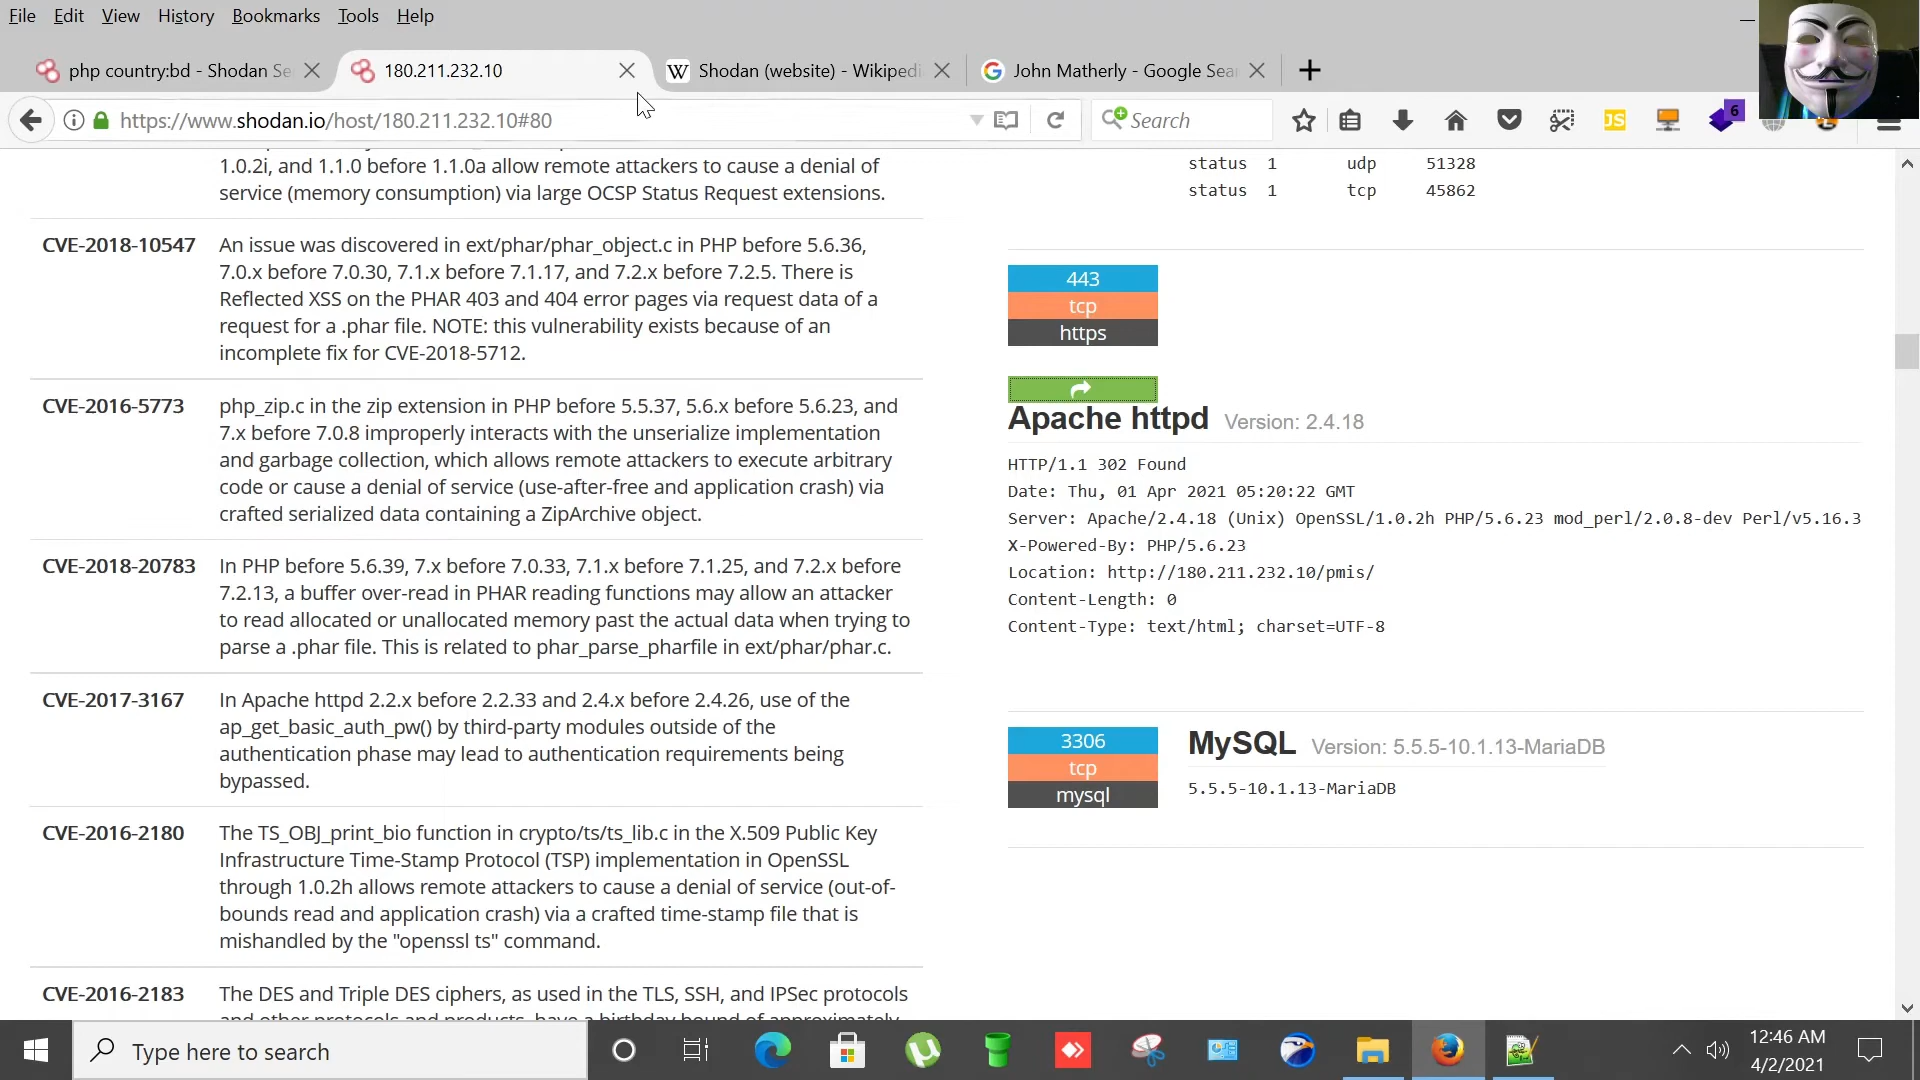 File Edit View History Bookmarks Tools Help
php country:bd - Shodan Se
180.211.232.10
W Shodan (website) - Wikipedi
John Matherly - Google Sea
https://www.shodan.io/host/180.211.232.10#80
Search
JS
6
1.0.2i, and 1.1.0 before 1.1.0a allow remote attackers to cause a denial of
service (memory consumption) via large OCSP Status Request extensions.
CVE-2018-10547 An issue was discovered in ext/phar/phar_object.c in PHP before 5.6.36,
7.0.x before 7.0.30, 7.1.x before 7.1.17, and 7.2.x before 7.2.5. There is
Reflected XSS on the PHAR 403 and 404 error pages via request data of a
request for a .phar file. NOTE: this vulnerability exists because of an
incomplete fix for CVE-2018-5712.
CVE-2016-5773 php_zip.c in the zip extension in PHP before 5.5.37, 5.6.x before 5.6.23, and
7.x before 7.0.8 improperly interacts with the unserialize implementation
and garbage collection, which allows remote attackers to execute arbitrary
code or cause a denial of service (use-after-free and application crash) via
crafted serialized data containing a ZipArchive object.
CVE-2018-20783 In PHP before 5.6.39, 7.x before 7.0.33, 7.1.x before 7.1.25, and 7.2.x before
7.2.13, a buffer over-read in PHAR reading functions may allow an attacker
to read allocated or unallocated memory past the actual data when trying to
parse a .phar file. This is related to phar_parse_pharfile in ext/phar/phar.c.
CVE-2017-3167 In Apache httpd 2.2.x before 2.2.33 and 2.4.x before 2.4.26, use of the
ap_get_basic_auth_pw() by third-party modules outside of the
authentication phase may lead to authentication requirements being
bypassed.
CVE-2016-2180 The TS_OBJ_print_bio function in crypto/ts/ts_lib.c in the X.509 Public Key
Infrastructure Time-Stamp Protocol (TSP) implementation in OpenSSL
through 1.0.2h allows remote attackers to cause a denial of service (out-of-
bounds read and application crash) via a crafted time-stamp file that is
mishandled by the "openssl ts" command.
CVE-2016-2183 The DES and Triple DES ciphers, as used in the TLS, SSH, and IPSec protocols
and other protocols and products, have a birthday bound of approximately
status 1 udp 51328
status 1 tcp 45862
443
tcp
https
Apache httpd Version: 2.4.18
HTTP/1.1 302 Found
Date: Thu, 01 Apr 2021 05:20:22 GMT
Server: Apache/2.4.18 (Unix) OpenSSL/1.0.2h PHP/5.6.23 mod_perl/2.0.8-dev Perl/v5.16.3
X-Powered-By: PHP/5.6.23
Location: http://180.211.232.10/pmis/
Content-Length: 0
Content-Type: text/html; charset=UTF-8
3306
tcp
mysql
MySQL Version: 5.5.5-10.1.13-MariaDB
5.5.5-10.1.13-MariaDB
Type here to search
12:46 AM
4/2/2021